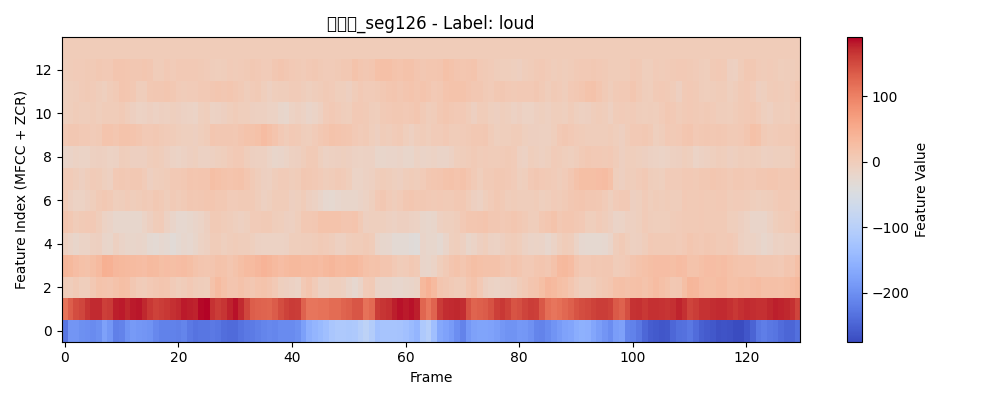 _seg126 - Label: loud
Feature Index (MFCC + ZCR)
12
10
8
6
4
2
0
0 20 40 60 80 100 120
Frame
100
0
−100
−200
Feature Value